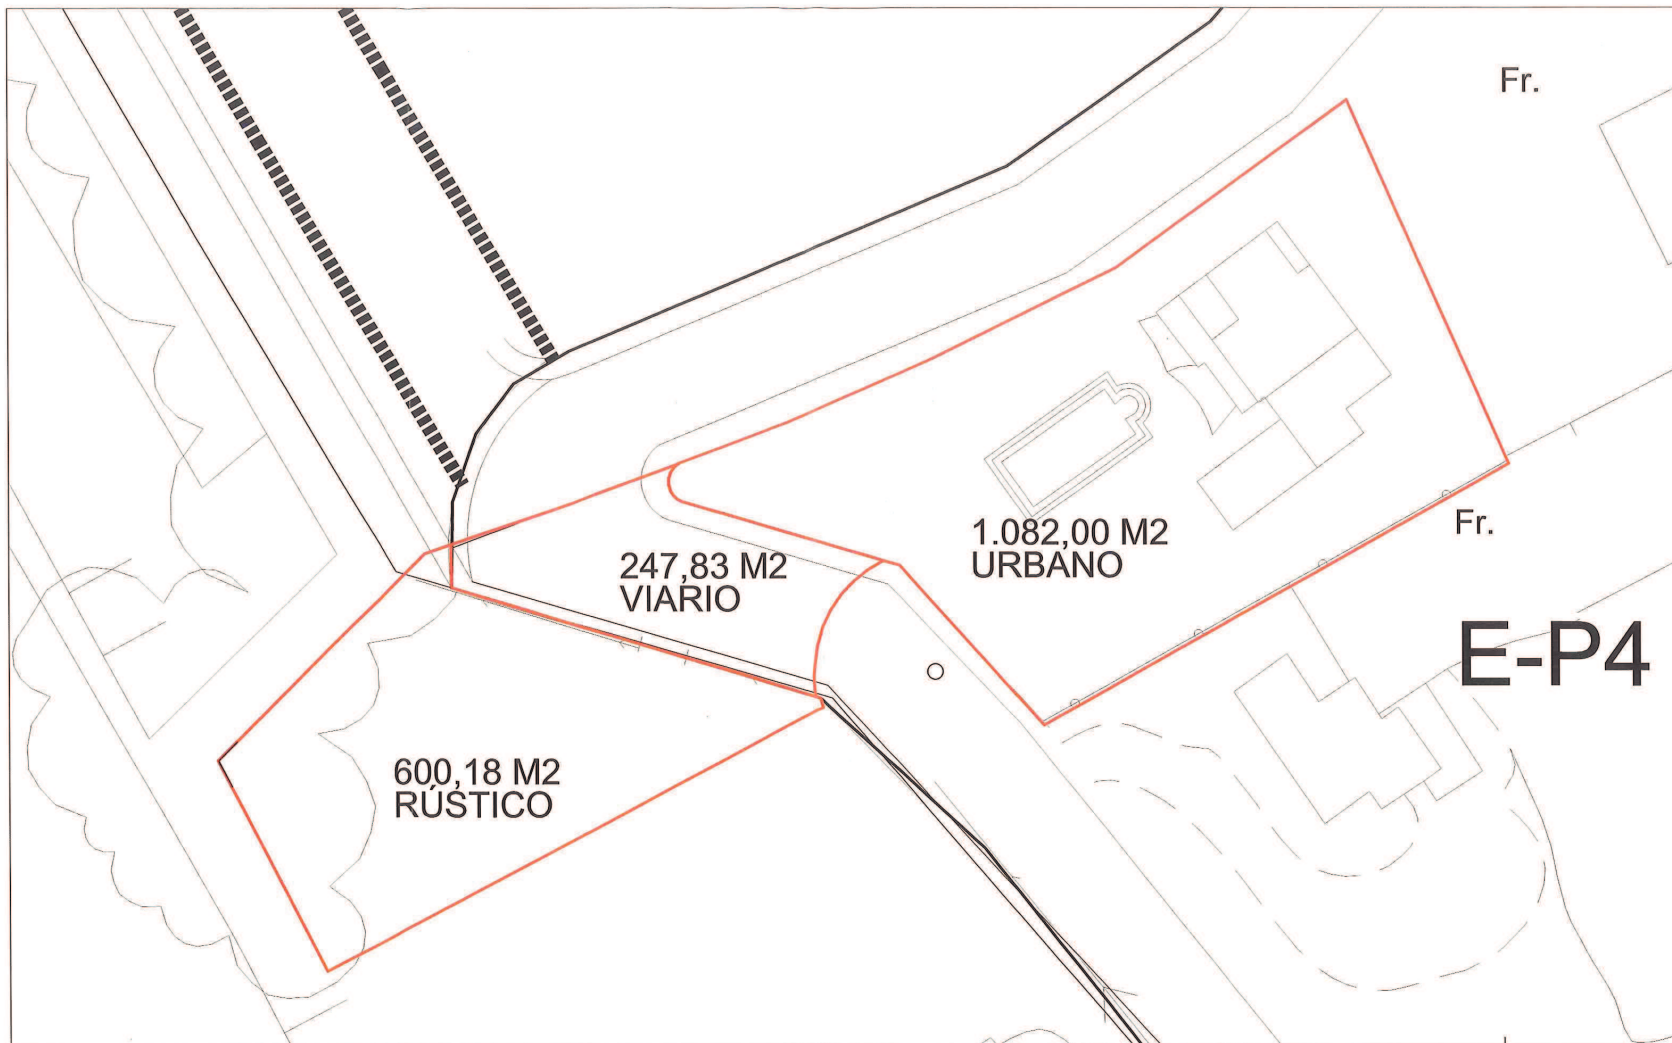 Fr.
1.082,00 M2
URBANO
Fr.
247,83 M2
VIARIO
E-P4
600,18 M2
RÚSTICO